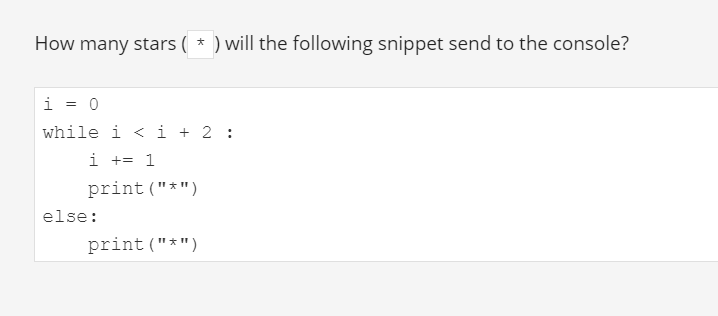 How many stars ( * ) will the following snippet send to the console?
i = 0
while i < i + 2 :
    i += 1
    print("*")
else:
    print("*")